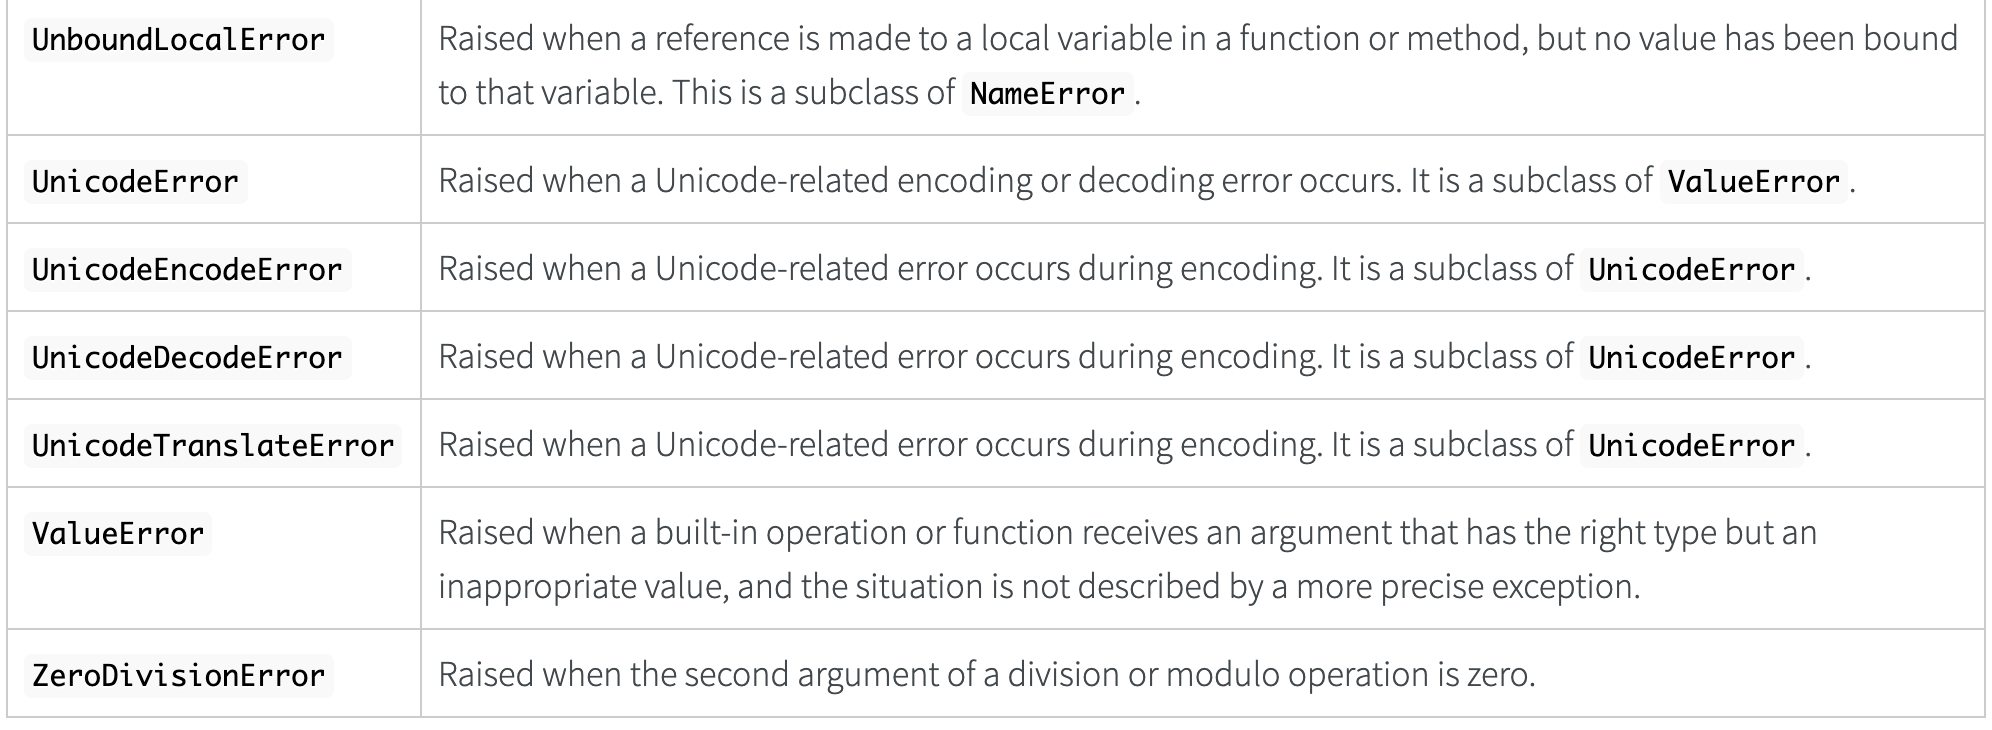 UnboundLocalError
Raised when a reference is made to a local variable in a function or method, but no value has been bound
to that variable. This is a subclass of NameError.
UnicodeError
Raised when a Unicode-related encoding or decoding error occurs. It is a subclass of ValueError.
UnicodeEncodeError
Raised when a Unicode-related error occurs during encoding. It is a subclass of UnicodeError.
UnicodeDecodeError
Raised when a Unicode-related error occurs during encoding. It is a subclass of UnicodeError.
UnicodeTranslateError
Raised when a Unicode-related error occurs during encoding. It is a subclass of UnicodeError.
ValueError
Raised when a built-in operation or function receives an argument that has the right type but an
inappropriate value, and the situation is not described by a more precise exception.
ZeroDivisionError
Raised when the second argument of a division or modulo operation is zero.